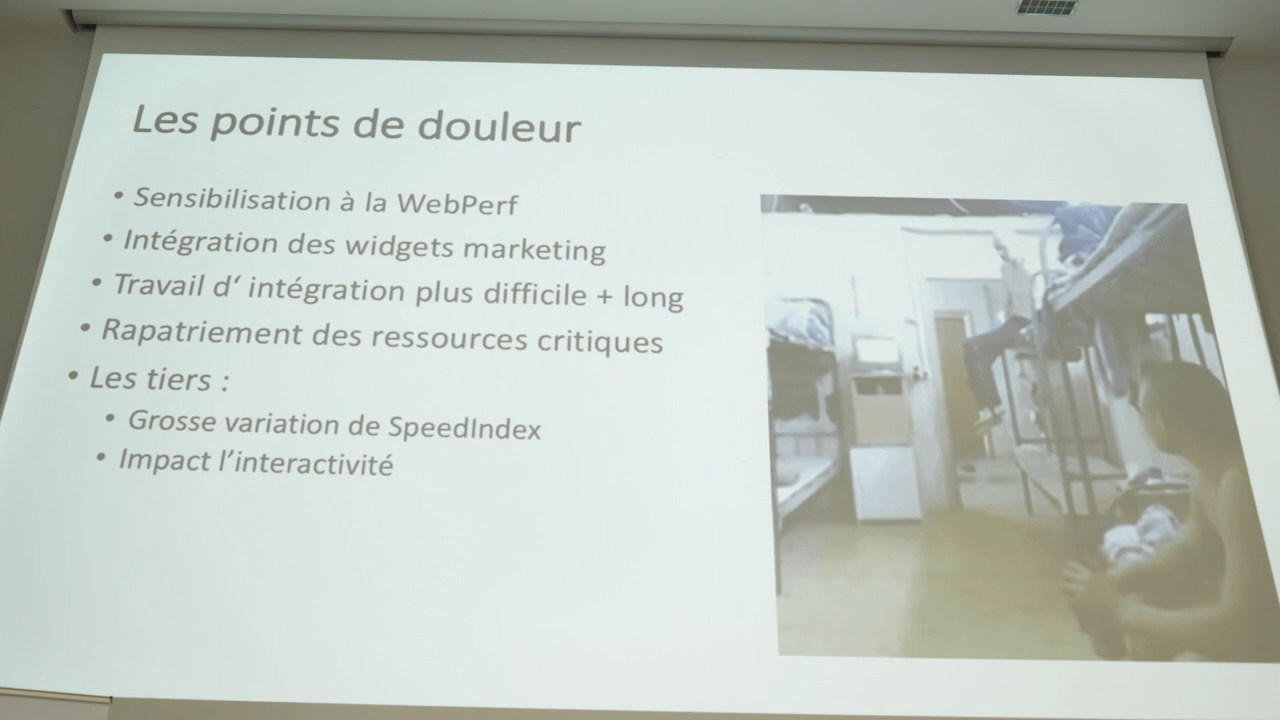 Les points de douleur
• Sensibilisation à la WebPerf
• Intégration des widgets marketing
• Travail d‘ intégration plus difficile + long
• Rapatriement des ressources critiques
• Les tiers :
• Grosse variation de SpeedIndex
• Impact l’interactivité